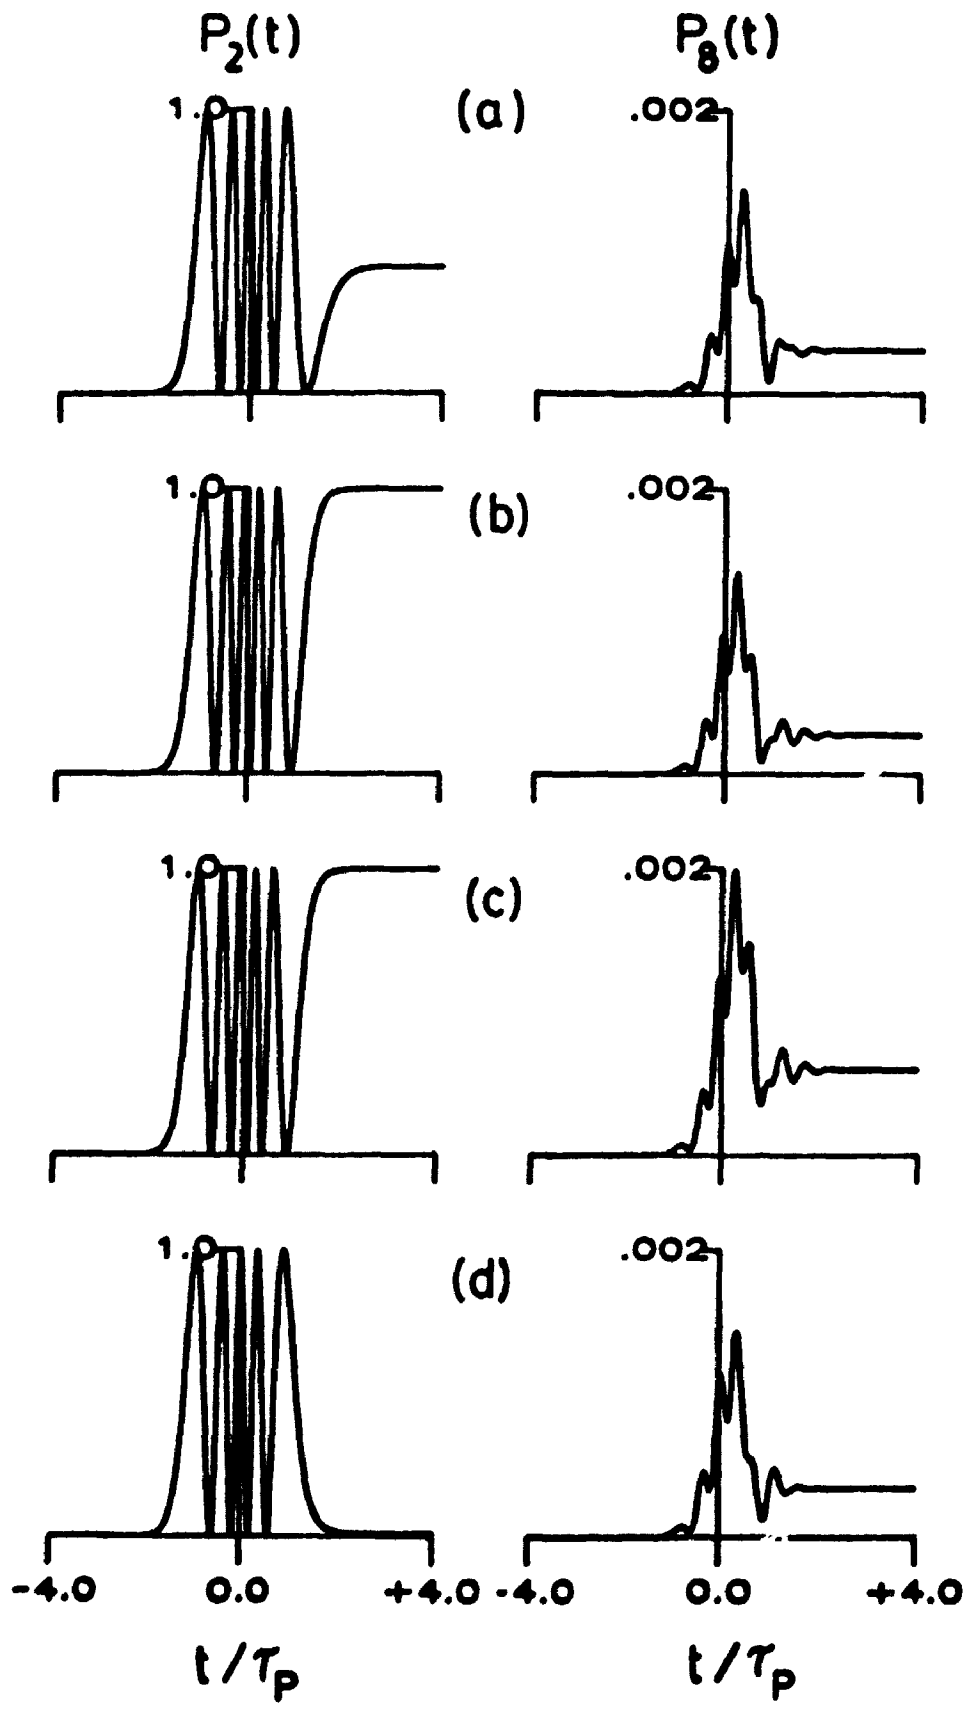 P₂(t) P₈(t)
1.0 (a) .002
1.0 (b) .002
1.0 (c) .002
1.0 (d) .002
-4.0 0.0 +4.0 -4.0 0.0 +4.0
t/τₚ t/τₚ